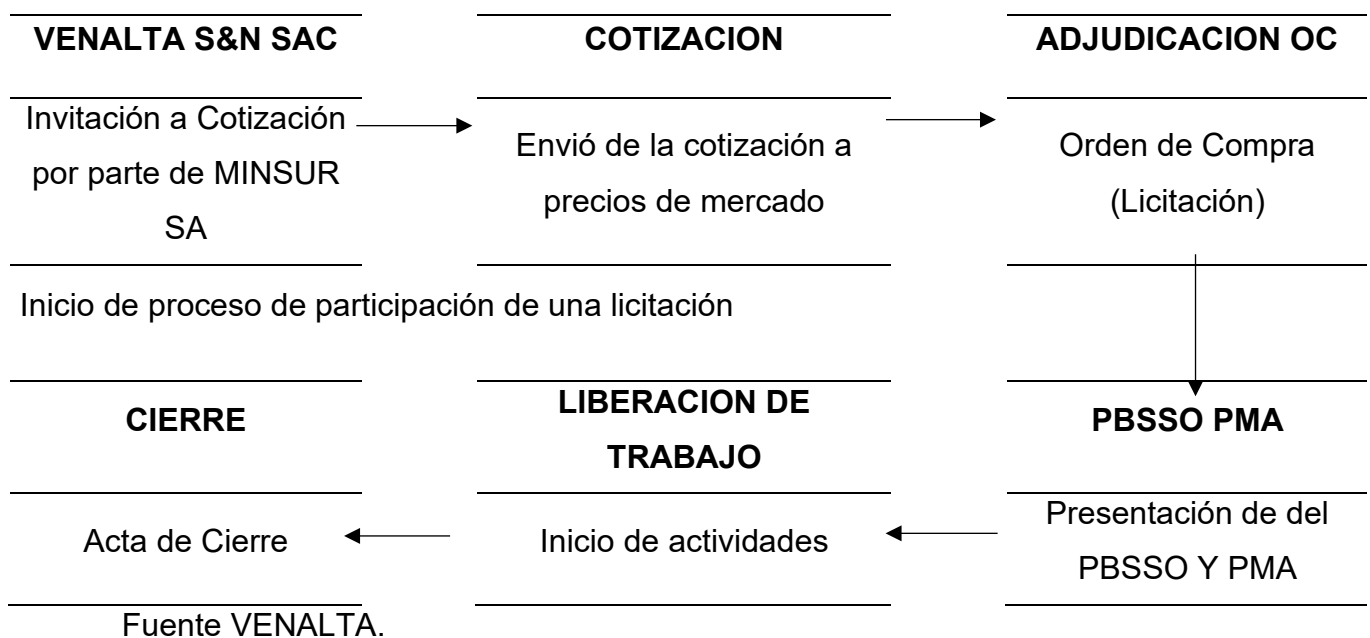 VENALTA S&N SAC
COTIZACION
ADJUDICACION OC
Invitación a Cotización
por parte de MINSUR
SA
Envió de la cotización a
precios de mercado
Orden de Compra
(Licitación)
Inicio de proceso de participación de una licitación
CIERRE
LIBERACION DE
TRABAJO
PBSSO PMA
Acta de Cierre
Inicio de actividades
Presentación de del
PBSSO Y PMA
Fuente VENALTA.